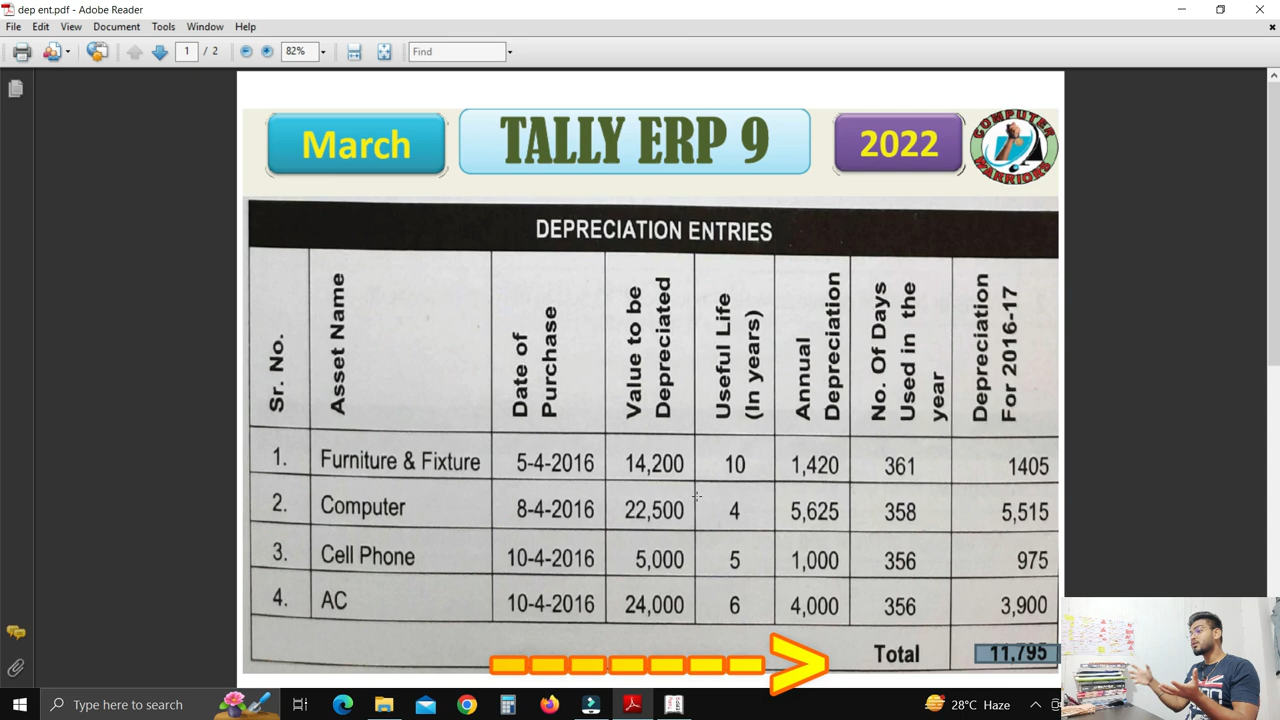 dep ent.pdf - Adobe Reader
File Edit View Document Tools Window Help
1 / 2 82% Find
March TALLY ERP 9 2022
COMPUTER WARRIORS
DEPRECIATION ENTRIES
Sr. No. Asset Name Date of Purchase Value to be Depreciated Useful Life (In years) Annual Depreciation No. Of Days Used in the year Depreciation For 2016-17
1. Furniture & Fixture 5-4-2016 14,200 10 1,420 361 1405
2. Computer 8-4-2016 22,500 4 5,625 358 5,515
3. Cell Phone 10-4-2016 5,000 5 1,000 356 975
4. AC 10-4-2016 24,000 6 4,000 356 3,900
Total 11,795
Type here to search 28°C Haze